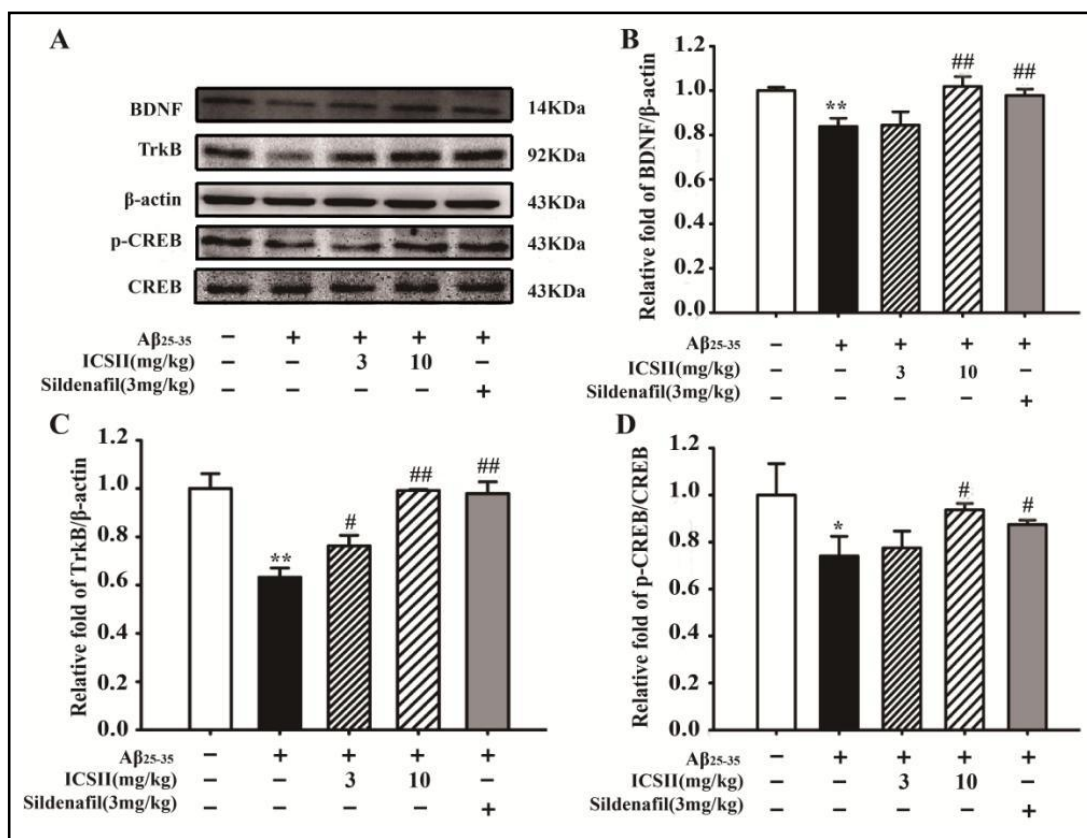 A
BDNF 14KDa
TrkB 92KDa
β-actin 43KDa
p-CREB 43KDa
CREB 43KDa
Aβ25-35 − + + + +
ICSII(mg/kg) − − 3 10 −
Sildenafil(3mg/kg) − − − − +
B
Relative fold of BDNF/β-actin
1.2
1.0
0.8
0.6
0.4
0.2
0.0
**
##
##
Aβ25-35 − + + + +
ICSII(mg/kg) − − 3 10 −
Sildenafil(3mg/kg) − − − − +
C
Relative fold of TrkB/β-actin
1.2
1.0
0.8
0.6
0.4
0.2
0.0
**
#
##
##
Aβ25-35 − + + + +
ICSII(mg/kg) − − 3 10 −
Sildenafil(3mg/kg) − − − − +
D
Relative fold of p-CREB/CREB
1.2
1.0
0.8
0.6
0.4
0.2
0.0
*
#
#
Aβ25-35 − + + + +
ICSII(mg/kg) − − 3 10 −
Sildenafil(3mg/kg) − − − − +